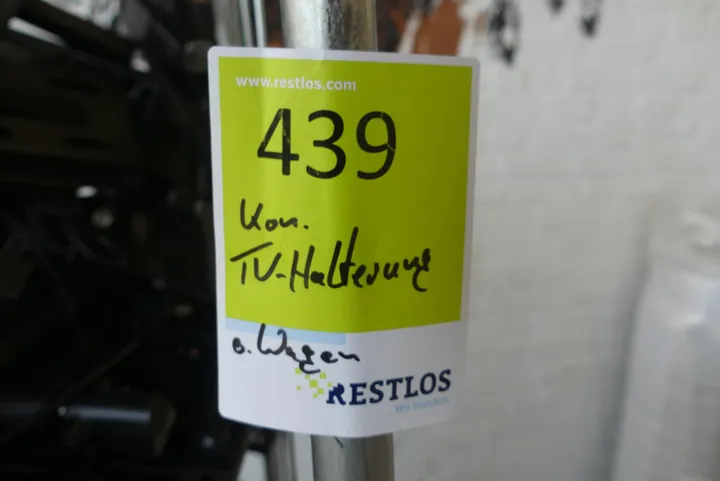 www.restlos.com
439
Kon.
TV-Halterung
o. Wagen
RESTLOS